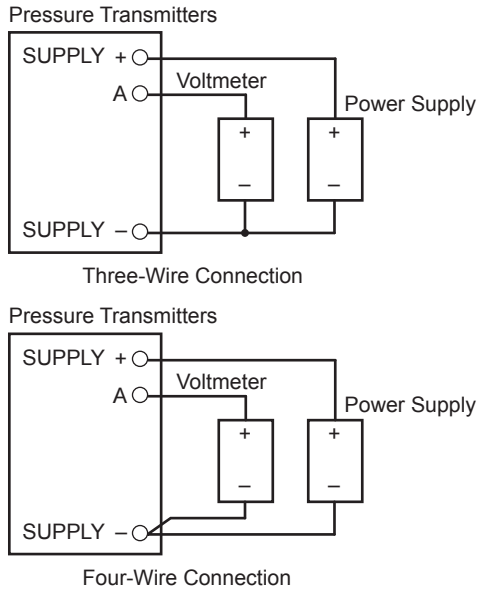 Pressure Transmitters
SUPPLY +
Voltmeter
A
Power Supply
+
+
–
–
SUPPLY –
Three-Wire Connection
Pressure Transmitters
SUPPLY +
Voltmeter
A
Power Supply
+
+
–
–
SUPPLY –
Four-Wire Connection